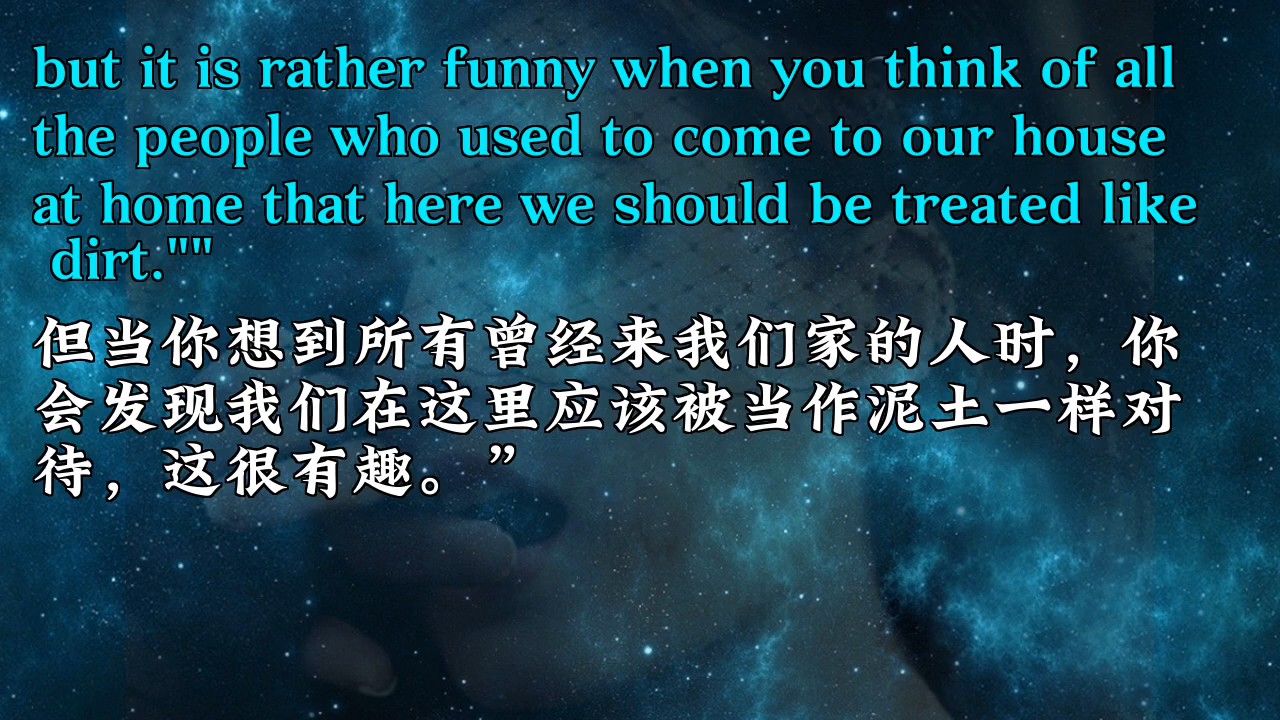 but it is rather funny when you think of all
the people who used to come to our house
at home that here we should be treated like
dirt.""
但当你想到所有曾经来我们家的人时，你
会发现我们在这里应该被当作泥土一样对
待，这很有趣。”